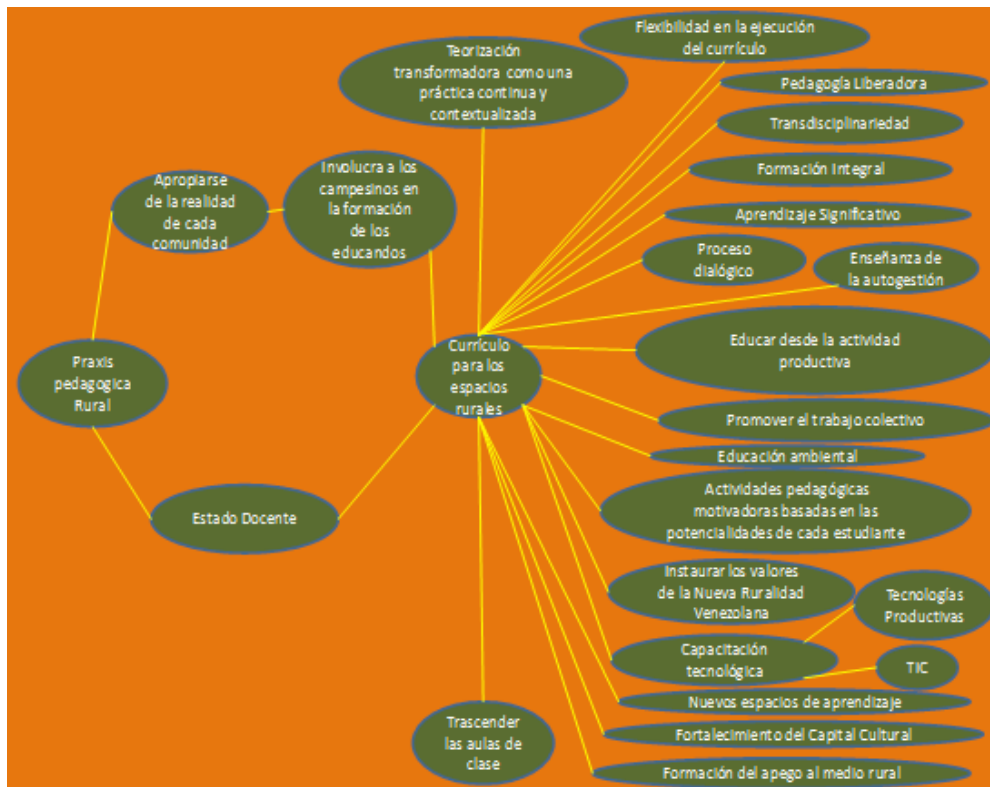 Teorización
transformadora como una
práctica continua y
contextualizada
Flexibilidad en la ejecución
del currículo
Pedagogía Liberadora
Transdisciplinariedad
Formación Integral
Aprendizaje Significativo
Proceso
dialógico
Enseñanza de
la autogestión
Apropiarse
de la realidad
de cada
comunidad
Involucra a los
campesinos en
la formación
de los
educandos
Praxis
pedagogica
Rural
Currículo
para los
espacios
rurales
Educar desde la actividad
productiva
Promover el trabajo colectivo
Educación ambiental
Estado Docente
Actividades pedagógicas
motivadoras basadas en las
potencialidades de cada estudiante
Instaurar los valores
de la Nueva Ruralidad
Venezolana
Tecnologías
Productivas
Capacitación
tecnológica
TIC
Nuevos espacios de aprendizaje
Trascender
las aulas de
clase
Fortalecimiento del Capital Cultural
Formación del apego al medio rural